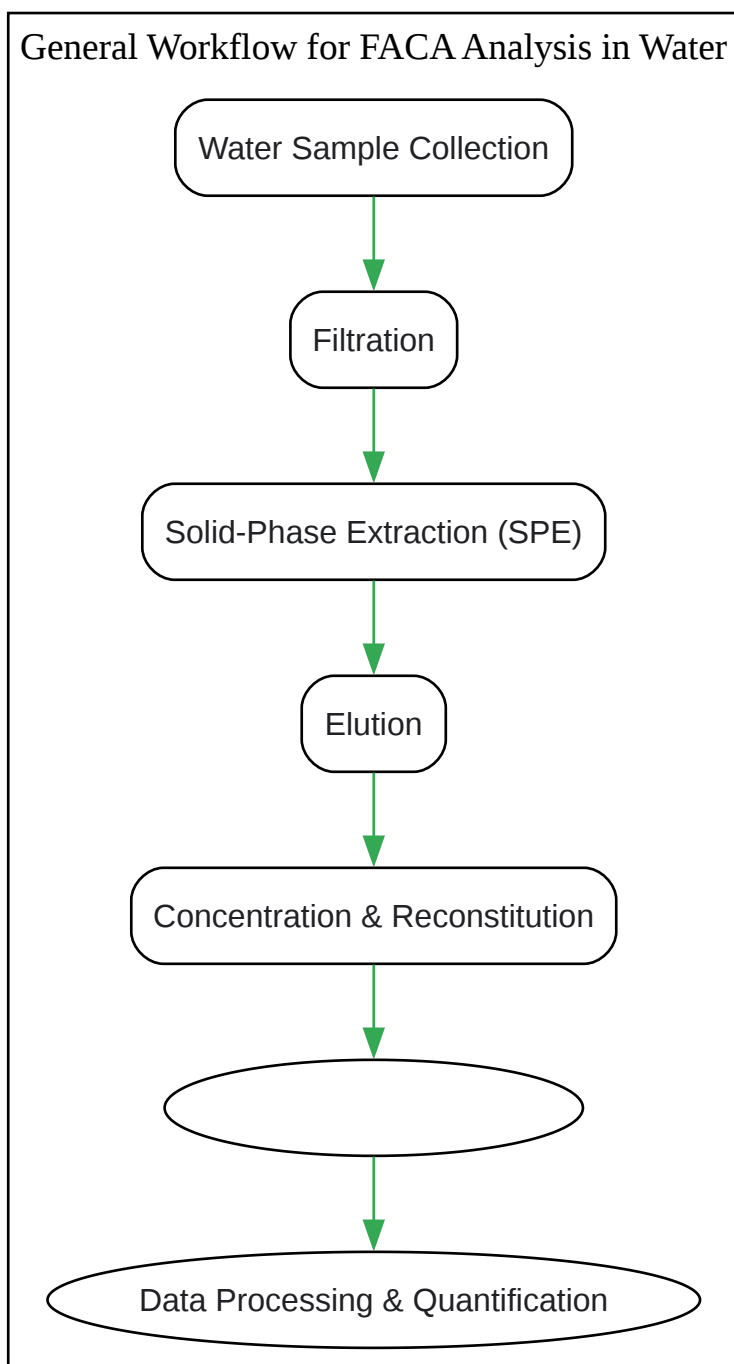 General Workflow for FACA Analysis in Water
Water Sample Collection
Filtration
Solid-Phase Extraction (SPE)
Elution
Concentration & Reconstitution
Data Processing & Quantification